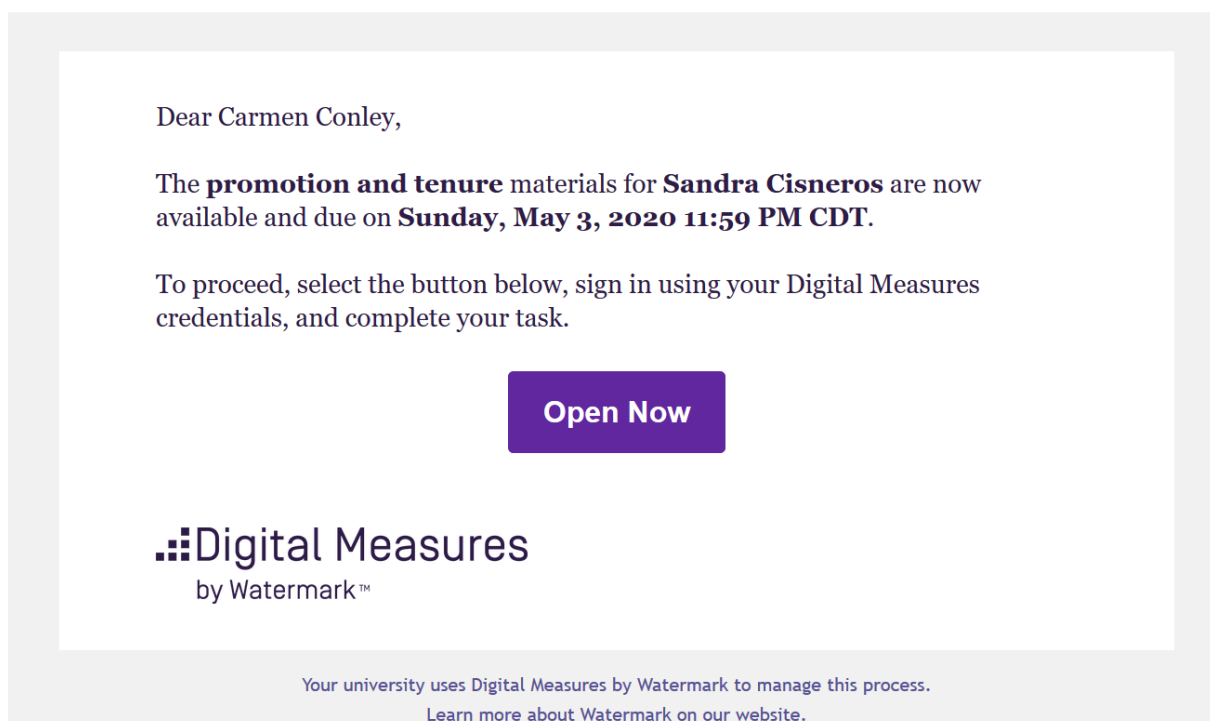 Dear Carmen Conley,
The promotion and tenure materials for Sandra Cisneros are now
available and due on Sunday, May 3, 2020 11:59 PM CDT.
To proceed, select the button below, sign in using your Digital Measures
credentials, and complete your task.
Open Now
Digital Measures
by Watermark™
Your university uses Digital Measures by Watermark to manage this process.
Learn more about Watermark on our website.